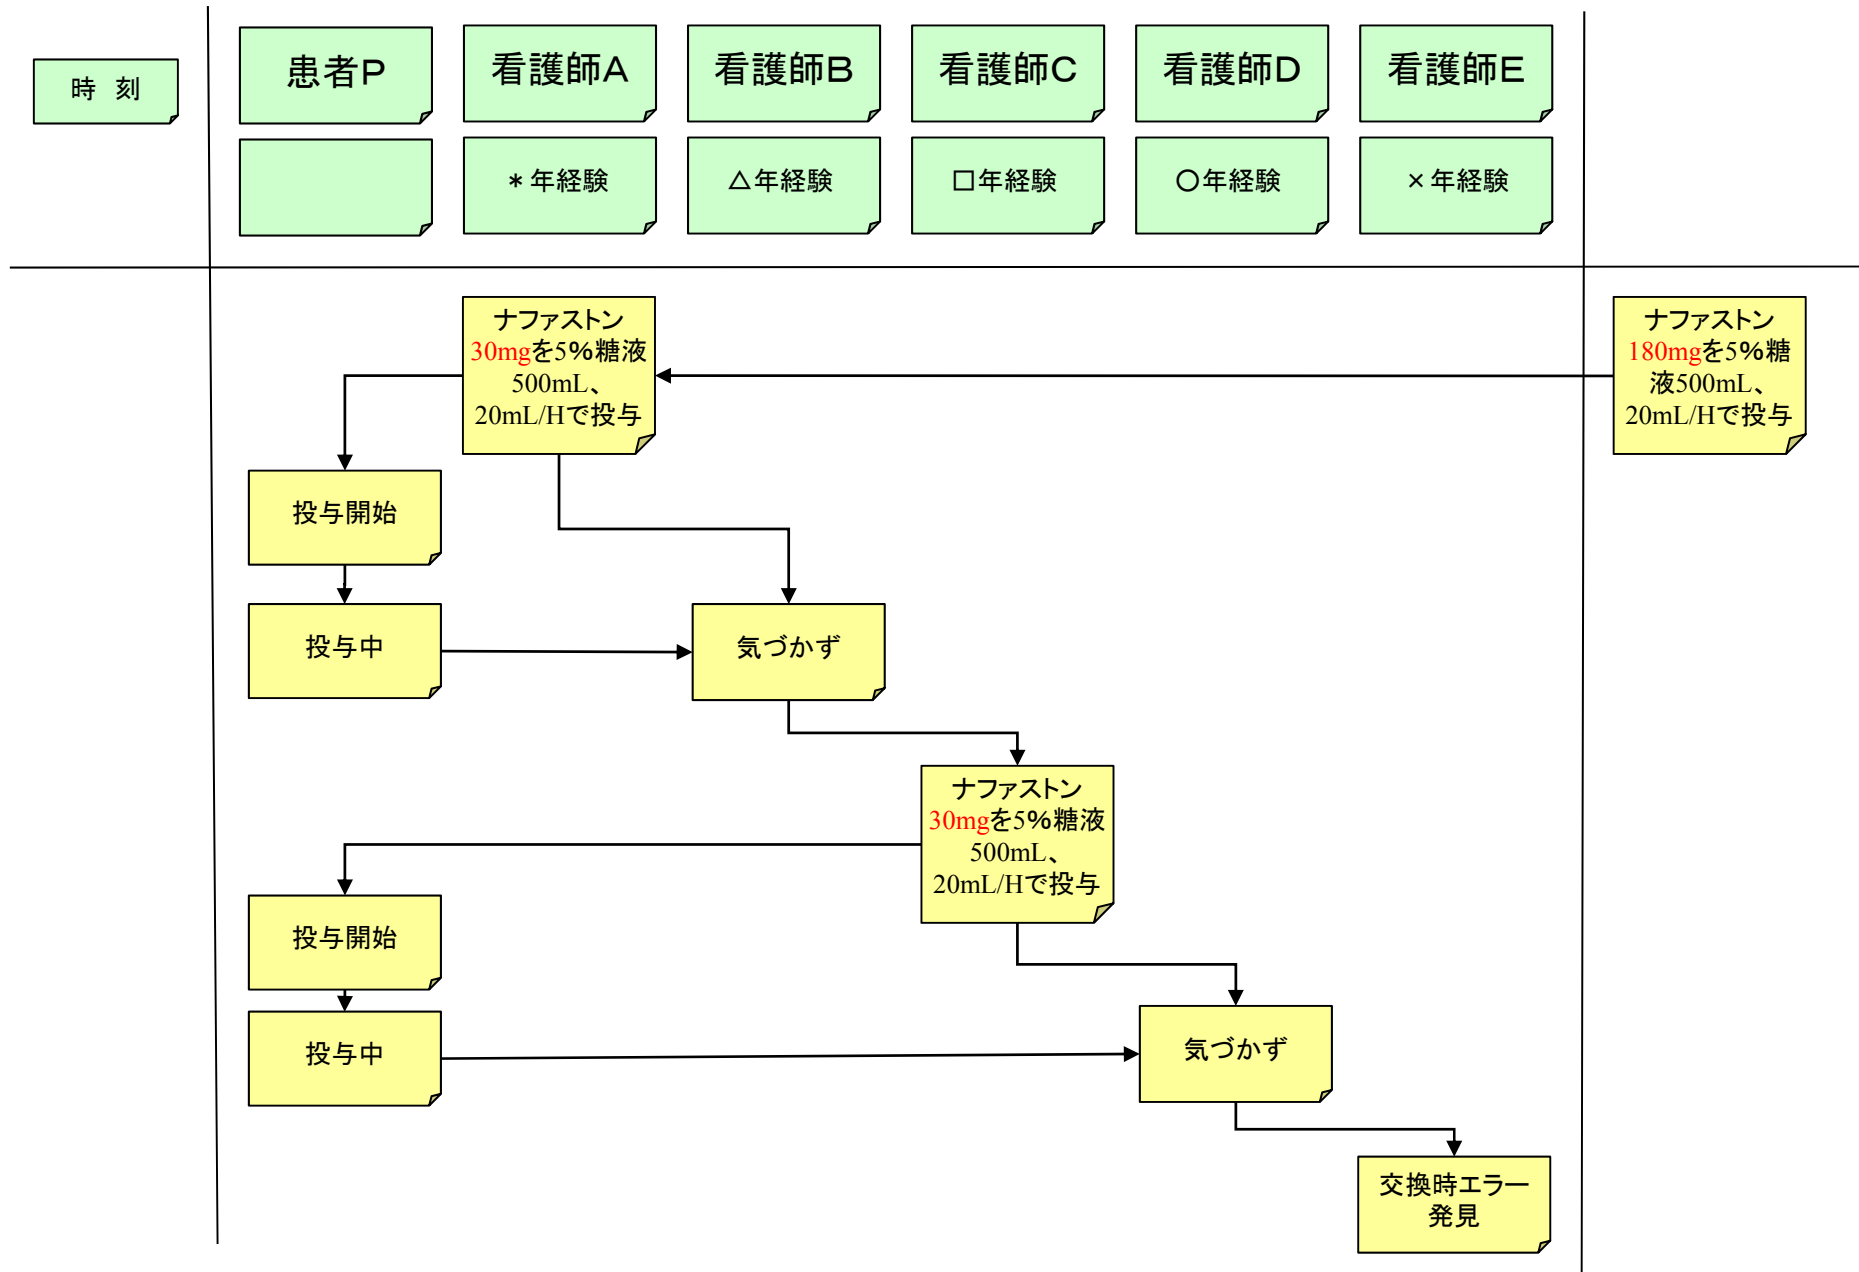 時 刻
患者P
看護師A
看護師B
看護師C
看護師D
看護師E
*年経験
△年経験
□年経験
○年経験
×年経験
ナファストン
30mgを5%糖液
500mL、
20mL/Hで投与
ナファストン
180mgを5%糖
液500mL、
20mL/Hで投与
投与開始
投与中
気づかず
ナファストン
30mgを5%糖液
500mL、
20mL/Hで投与
投与開始
投与中
気づかず
交換時エラー
発見